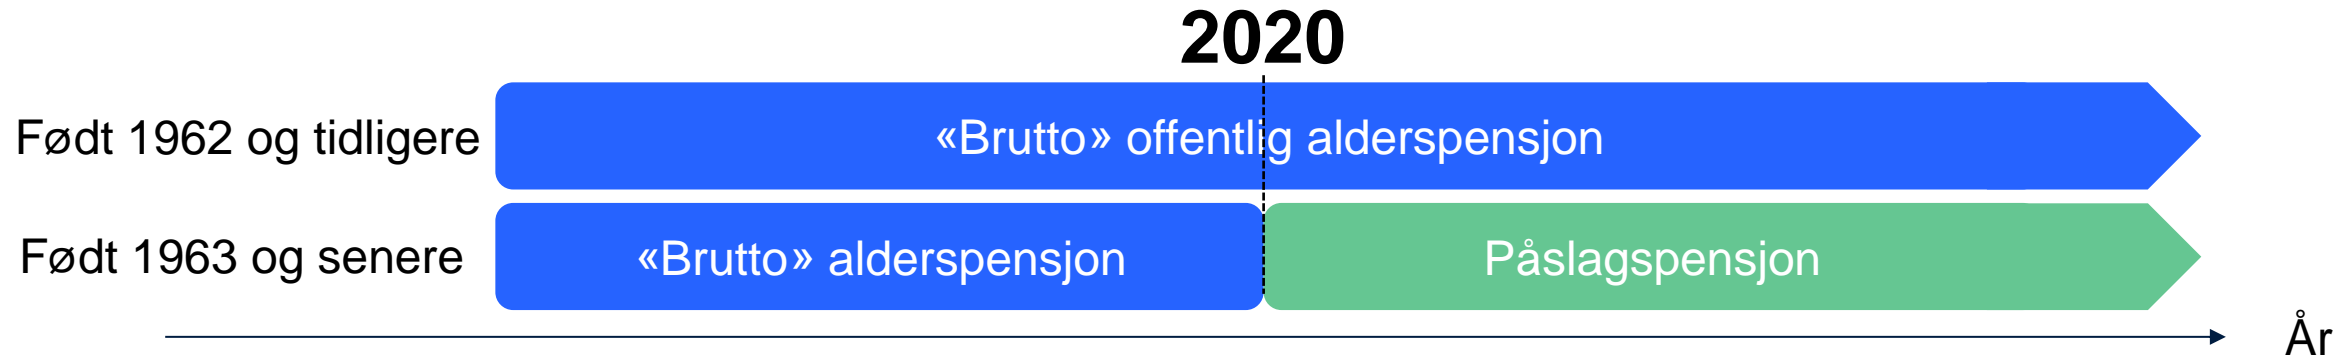 2020
Født 1962 og tidligere
«Brutto» offentlig alderspensjon
Født 1963 og senere
«Brutto» alderspensjon
Påslagspensjon
År